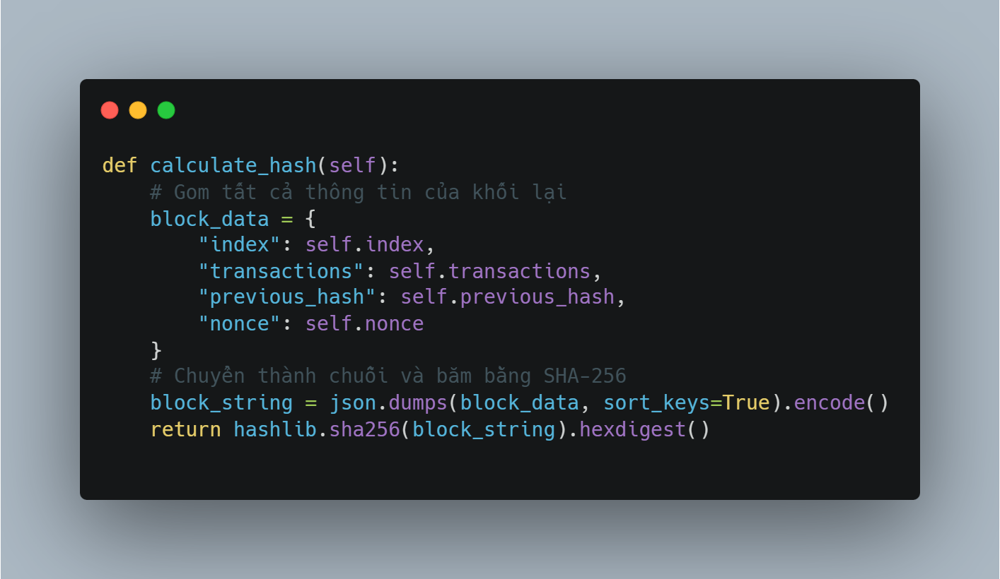 def calculate_hash(self):
    # Gom tất cả thông tin của khối lại
    block_data = {
        "index": self.index,
        "transactions": self.transactions,
        "previous_hash": self.previous_hash,
        "nonce": self.nonce
    }
    # Chuyển thành chuỗi và băm bằng SHA-256
    block_string = json.dumps(block_data, sort_keys=True).encode()
    return hashlib.sha256(block_string).hexdigest()